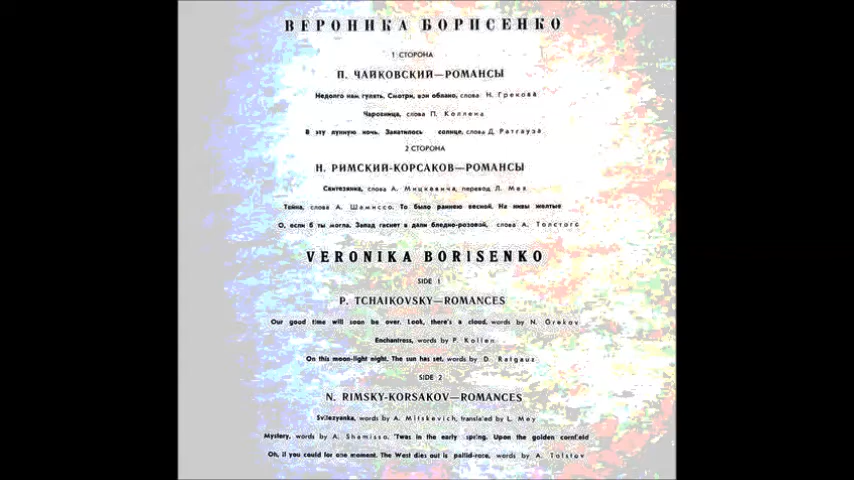 ВЕРОНИКА БОРИСЕНКО
1 СТОРОНА
П. ЧАЙКОВСКИЙ—РОМАНСЫ
Недолго нам гулять. Смотри, вон облако, слова Н. Грекова
Чаровница, слова П. Коллена
В эту лунную ночь. Закатилось солнце, слова Д. Ратгауза
2 СТОРОНА
Н. РИМСКИЙ-КОРСАКОВ—РОМАНСЫ
Свитезянка, слова А. Мицкевича, перевод Л. Мея
Тайна, слова А. Шамиссо. То было раннею весной. На нивы желтые
О, если б ты могла. Запад гаснет в дали бледно-розовой, слова А. Толстого
VERONIKA BORISENKO
SIDE 1
P. TCHAIKOVSKY—ROMANCES
Our good time will soon be over. Look, there's a cloud, words by N. Grekov
Enchantress, words by P. Kollen
On this moon-light night. The sun has set, words by D. Ratgauz
SIDE 2
N. RIMSKY-KORSAKOV—ROMANCES
Svitezyanka, words by A. Mitskevich, translated by L. Mey
Mystery, words by A. Shamisso. 'Twas in the early spring. Upon the golden cornfield
Oh, if you could for one moment. The West dies out is pallid-rose, words by A. Tolstoy